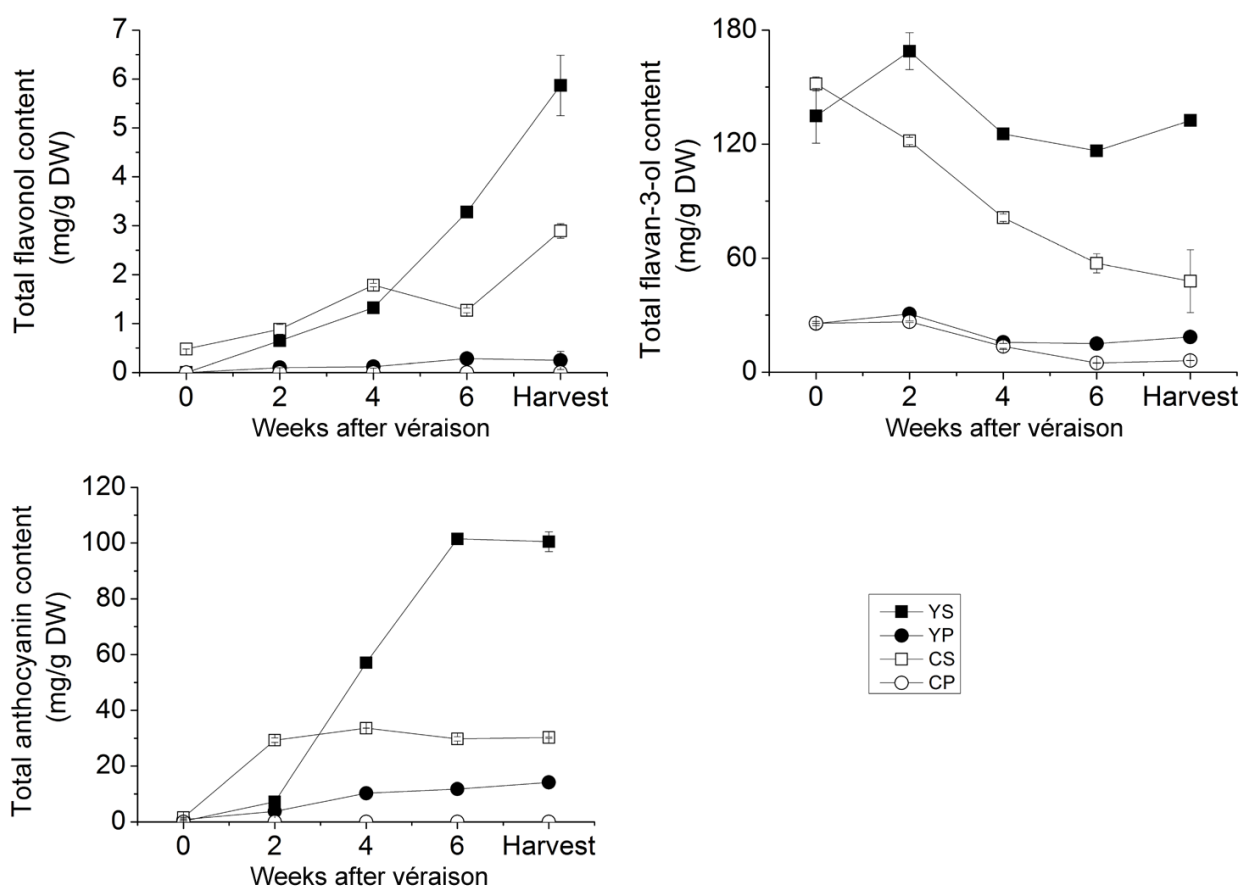 Total flavonol content
(mg/g DW)
7
6
5
4
3
2
1
0
0 2 4 6 Harvest
Weeks after véraison
Total flavan-3-ol content
(mg/g DW)
180
120
60
0
0 2 4 6 Harvest
Weeks after véraison
Total anthocyanin content
(mg/g DW)
120
100
80
60
40
20
0
0 2 4 6 Harvest
Weeks after véraison
YS
YP
CS
CP